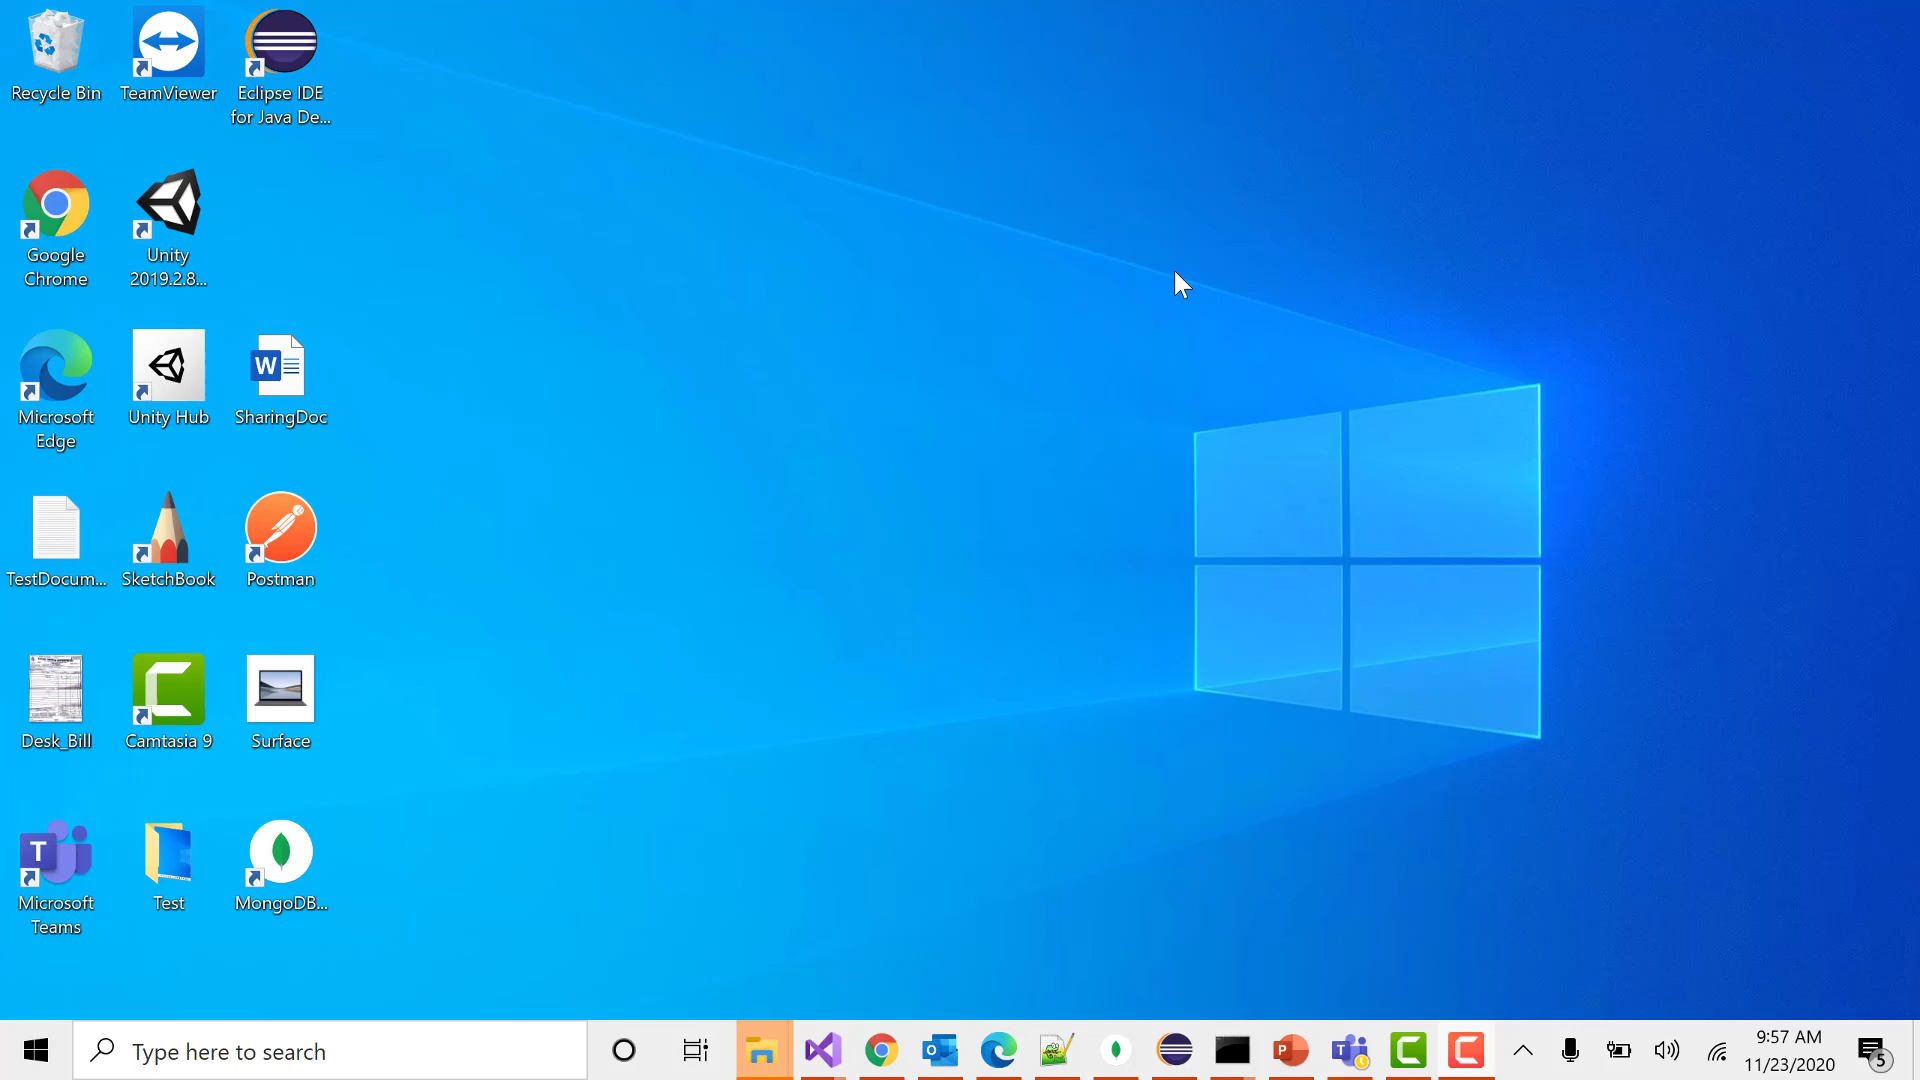 Recycle Bin
TeamViewer
Eclipse IDE
for Java De...
Google
Chrome
Unity
2019.2.8...
Microsoft
Edge
Unity Hub
W
SharingDoc
TestDocum...
SketchBook
Postman
Desk_Bill
Camtasia 9
Surface
T
Microsoft
Teams
Test
MongoDB...
Type here to search
9:57 AM
11/23/2020
5